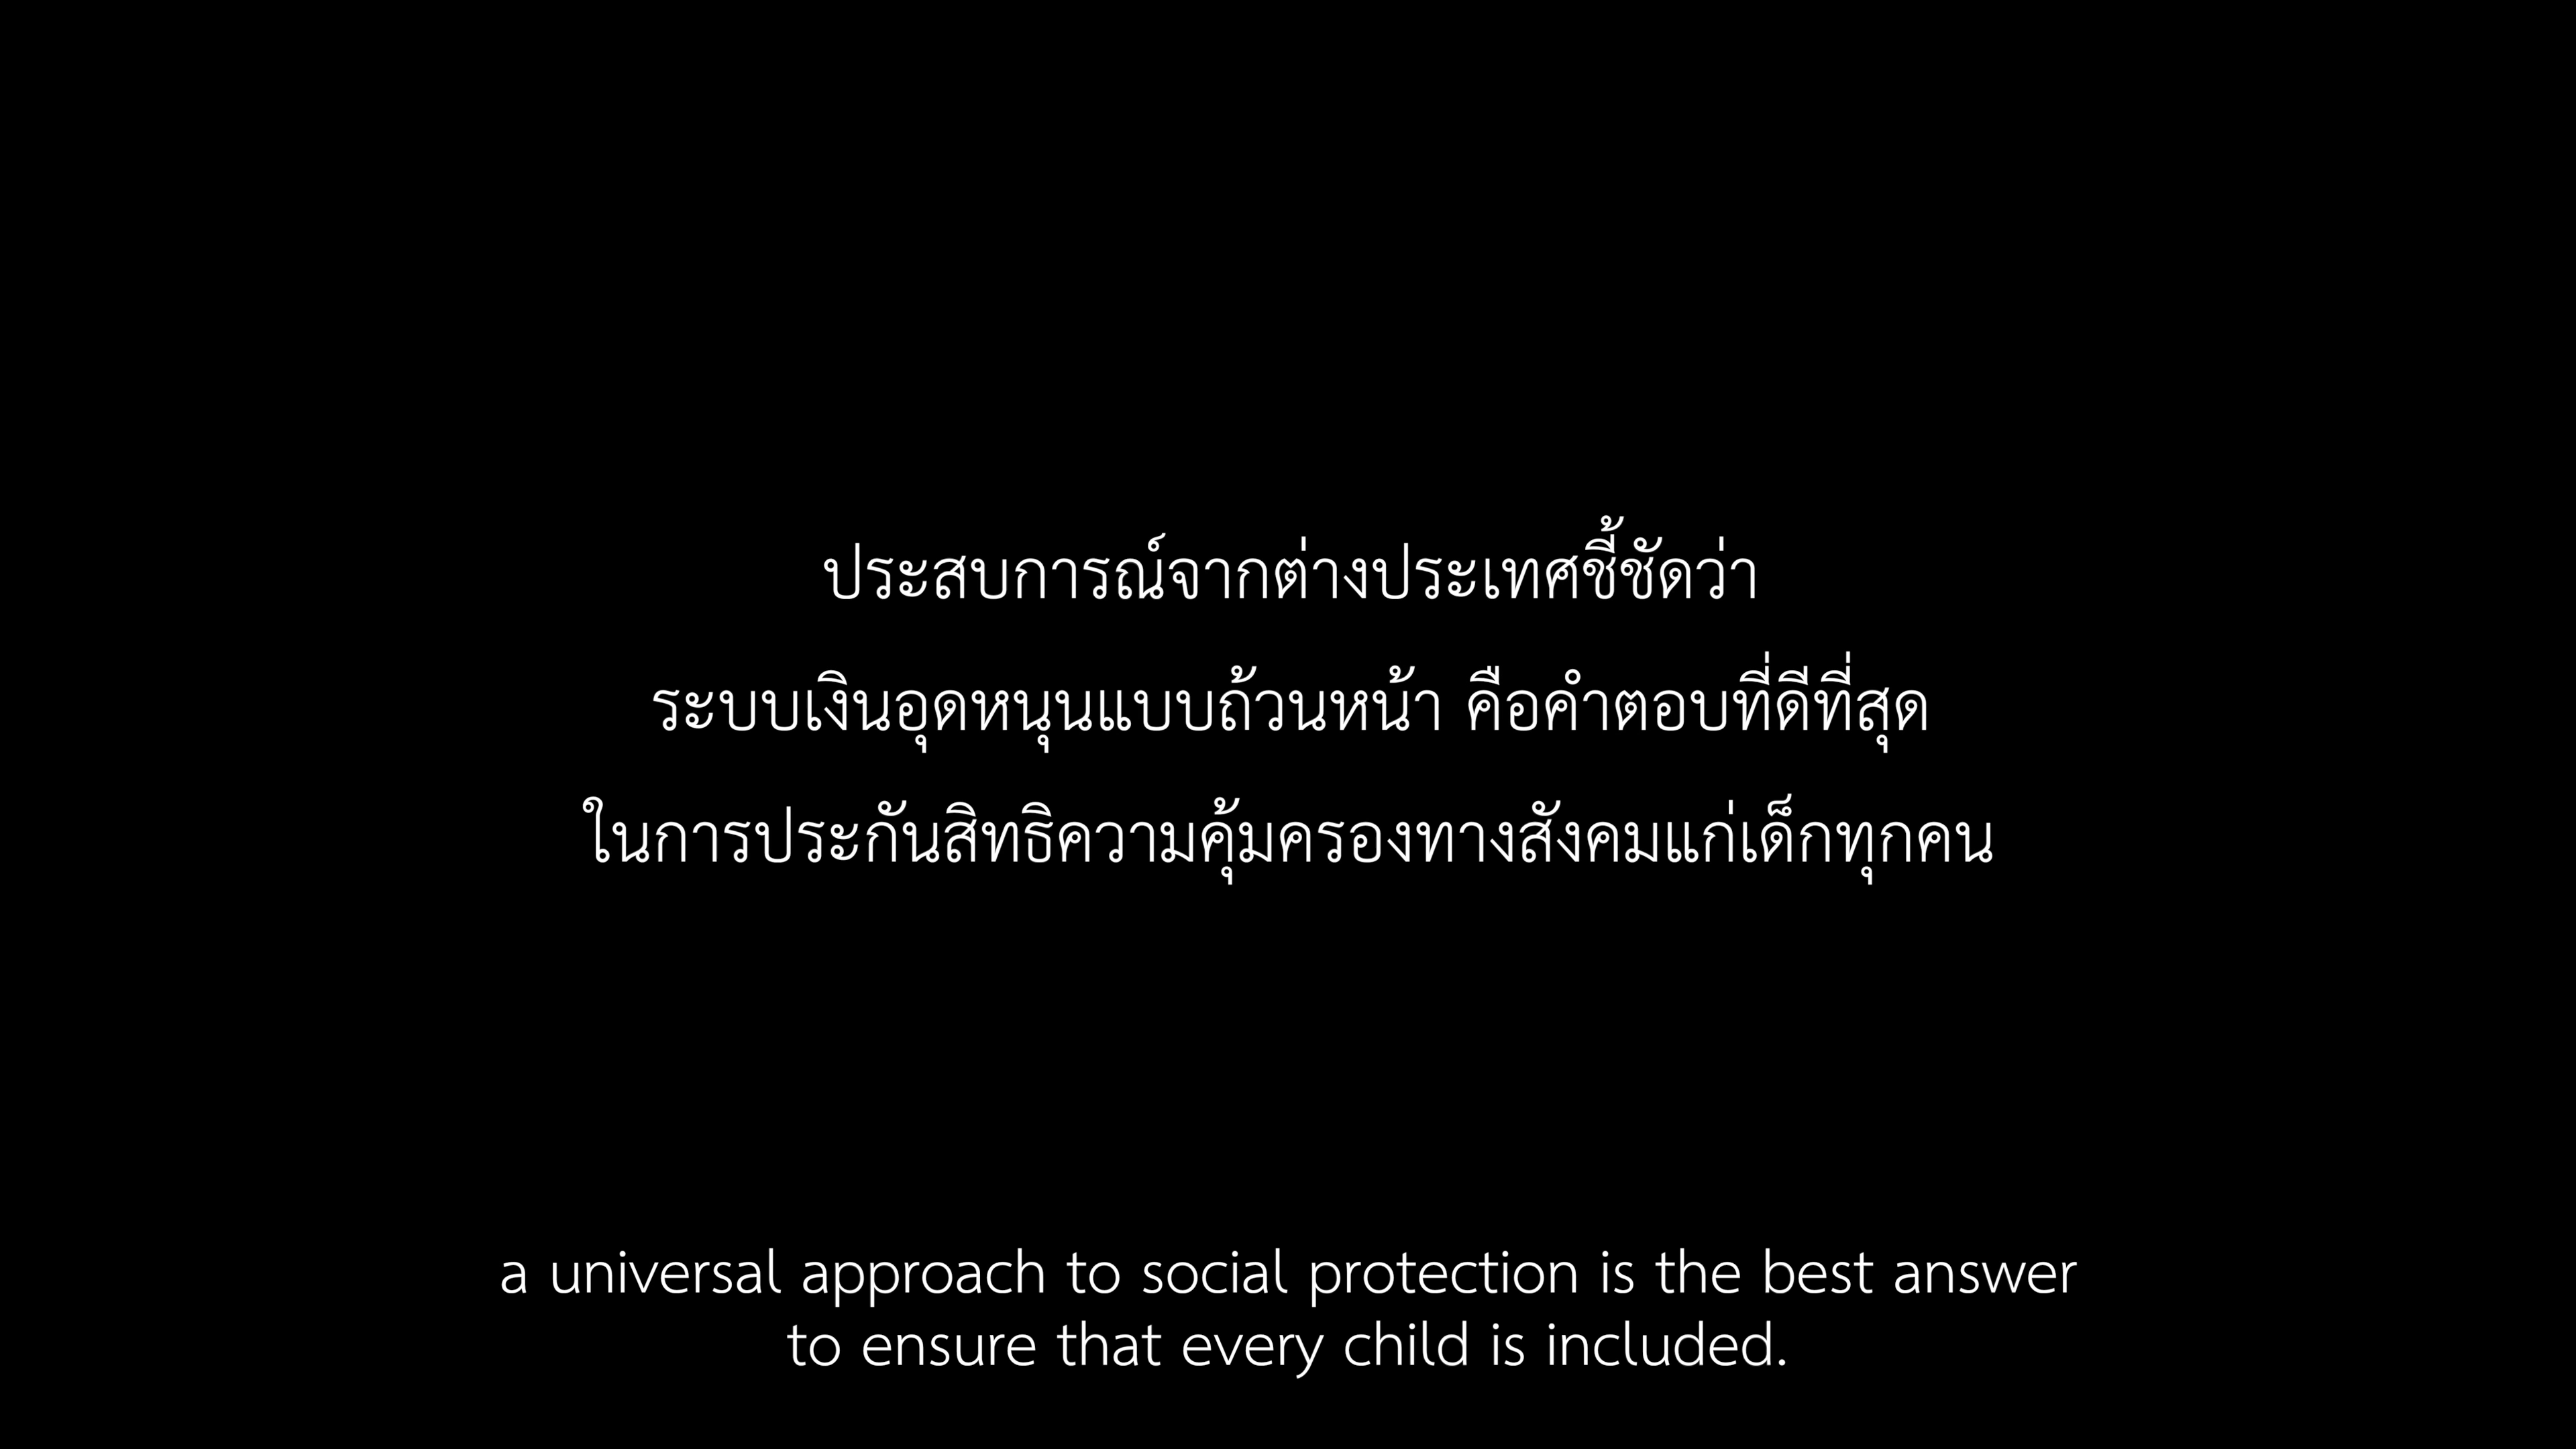 ประสบการณ์จากต่างประเทศชี้ชัดว่า
ระบบเงินอุดหนุนแบบถ้วนหน้า คือคำตอบที่ดีที่สุด
ในการประกันสิทธิความคุ้มครองทางสังคมแก่เด็กทุกคน
a universal approach to social protection is the best answer
to ensure that every child is included.